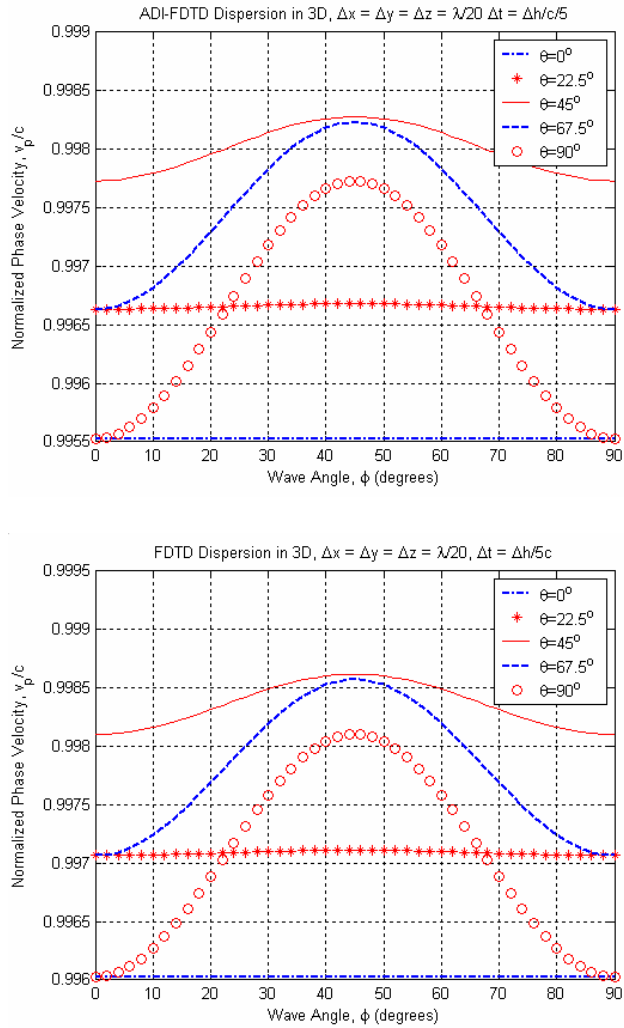 ADI-FDTD Dispersion in 3D, Δx = Δy = Δz = λ/20 Δt = Δh/c/5
0.999
0.9985
0.998
0.9975
0.997
0.9965
0.996
0.9955
Normalized Phase Velocity, v_p/c
θ=0°
θ=22.5°
θ=45°
θ=67.5°
θ=90°
0 10 20 30 40 50 60 70 80 90
Wave Angle, ϕ (degrees)
FDTD Dispersion in 3D, Δx = Δy = Δz = λ/20, Δt = Δh/5c
0.9995
0.999
0.9985
0.998
0.9975
0.997
0.9965
0.996
Normalized Phase Velocity, v_p/c
θ=0°
θ=22.5°
θ=45°
θ=67.5°
θ=90°
0 10 20 30 40 50 60 70 80 90
Wave Angle, ϕ (degrees)